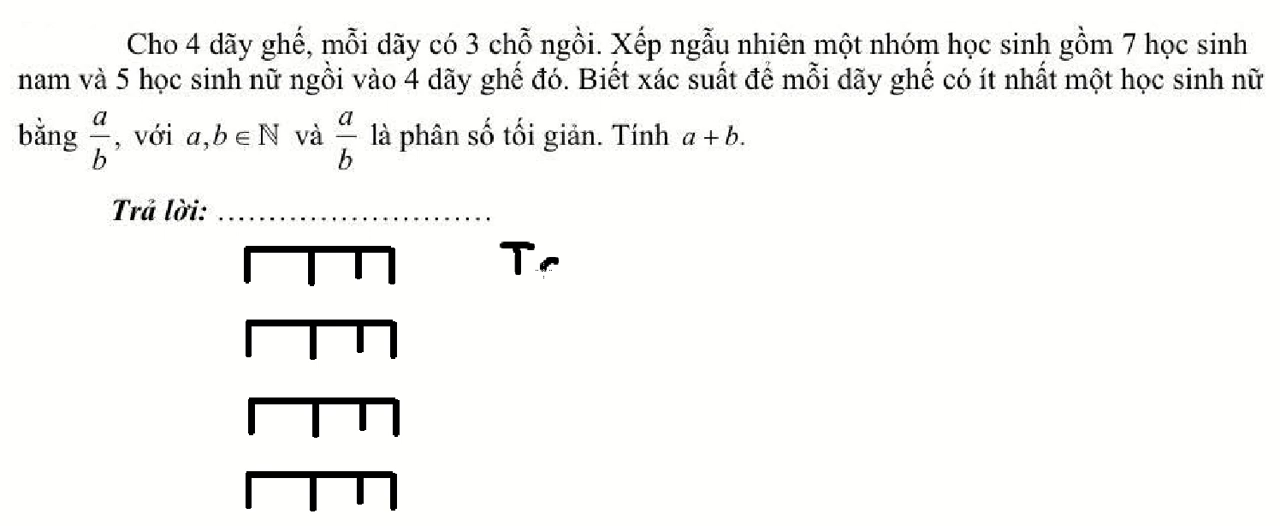 Cho 4 dãy ghế, mỗi dãy có 3 chỗ ngồi. Xếp ngẫu nhiên một nhóm học sinh gồm 7 học sinh
nam và 5 học sinh nữ ngồi vào 4 dãy ghế đó. Biết xác suất để mỗi dãy ghế có ít nhất một học sinh nữ
bằng a/b, với a,b ∈ ℕ và a/b là phân số tối giản. Tính a + b.
Trả lời: ...........................